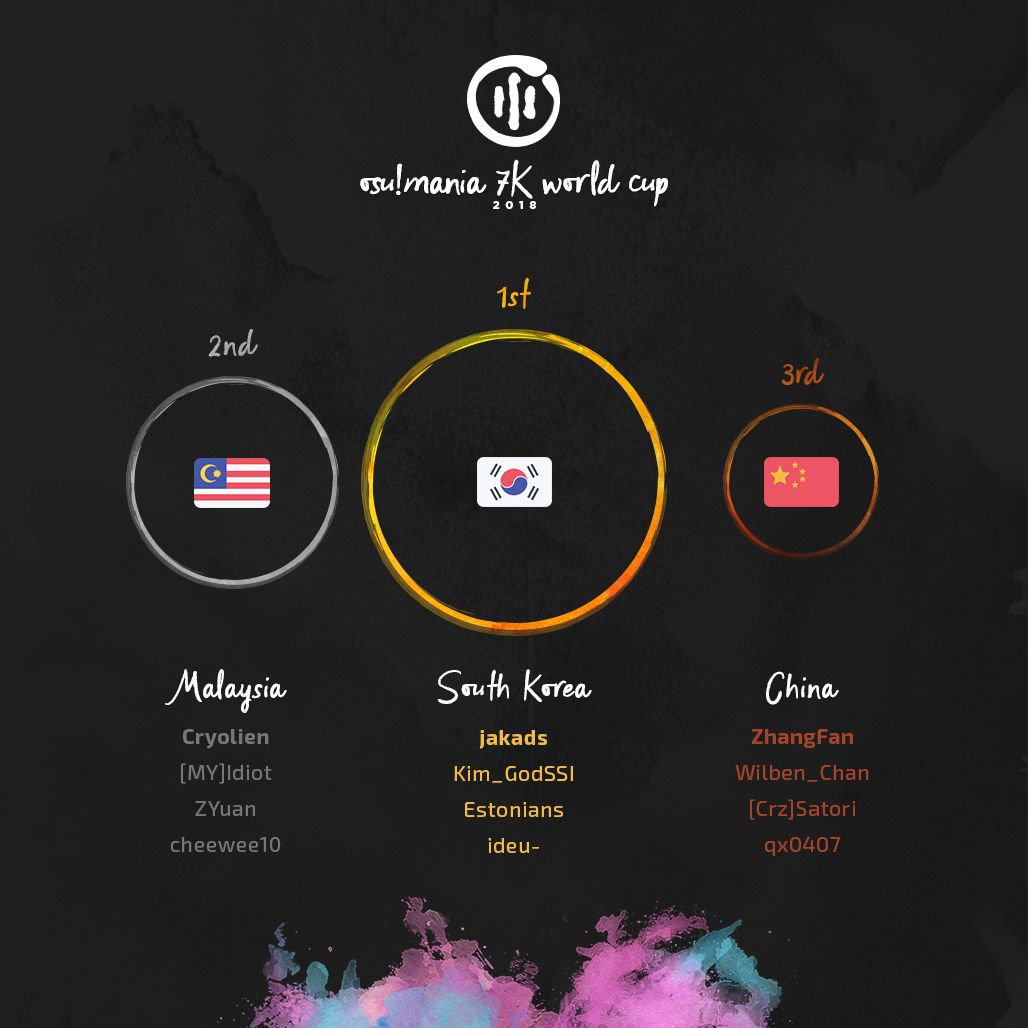 osu!mania 7K world cup
2018
1st
2nd
3rd
Malaysia
Cryolien
[MY]Idiot
ZYuan
cheewee10
South Korea
jakads
Kim_GodSSI
Estonians
ideu-
China
ZhangFan
Wilben_Chan
[Crz]Satori
qx0407